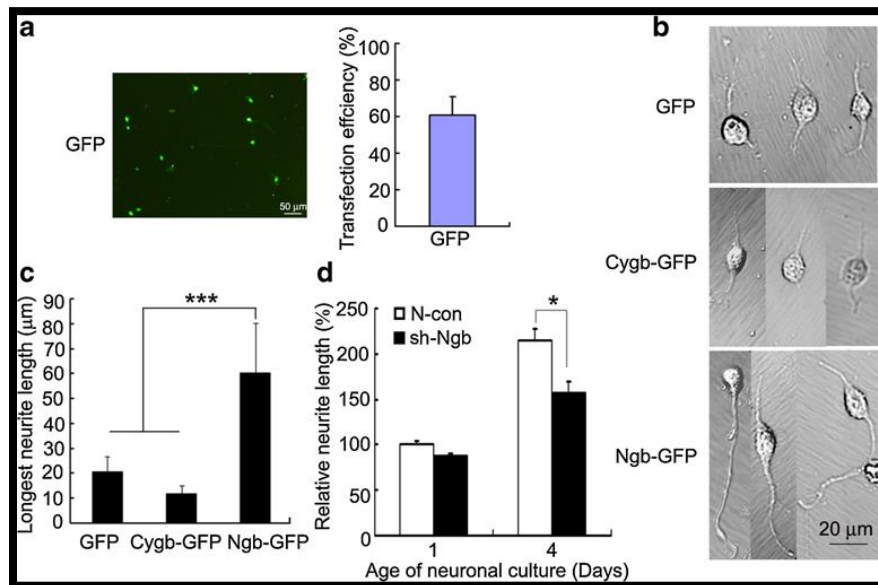 a
GFP
50 µm
Transfection effciency (%)
100
80
60
40
20
0
GFP
b
GFP
Cygb-GFP
Ngb-GFP
20 µm
c
Longest neurite length (µm)
90
80
70
60
50
40
30
20
10
0
***
GFP Cygb-GFP Ngb-GFP
d
Relative neurite length (%)
250
200
150
100
50
0
N-con
sh-Ngb
*
1 4
Age of neuronal culture (Days)